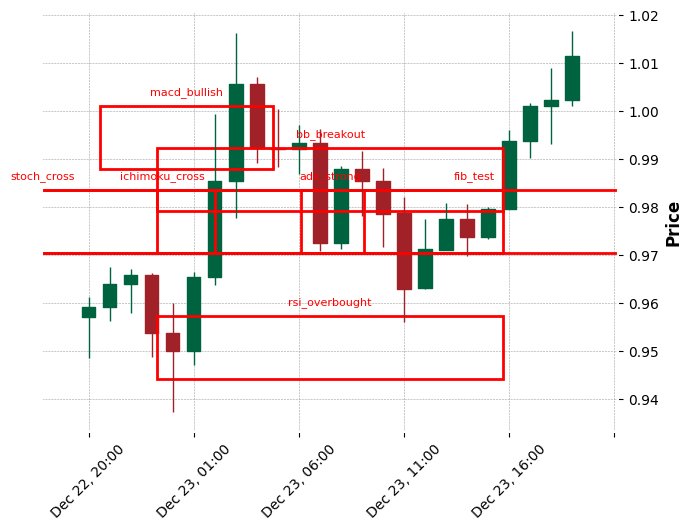 1.02
1.01
macd_bullish
1.00
bb_breakout
0.99
stoch_cross
ichimoku_cross
fib_test
0.98
Price
0.97
0.96
rsi_overbought
0.95
0.94
Dec 22, 20:00
Dec 23, 01:00
Dec 23, 06:00
Dec 23, 11:00
Dec 23, 16:00